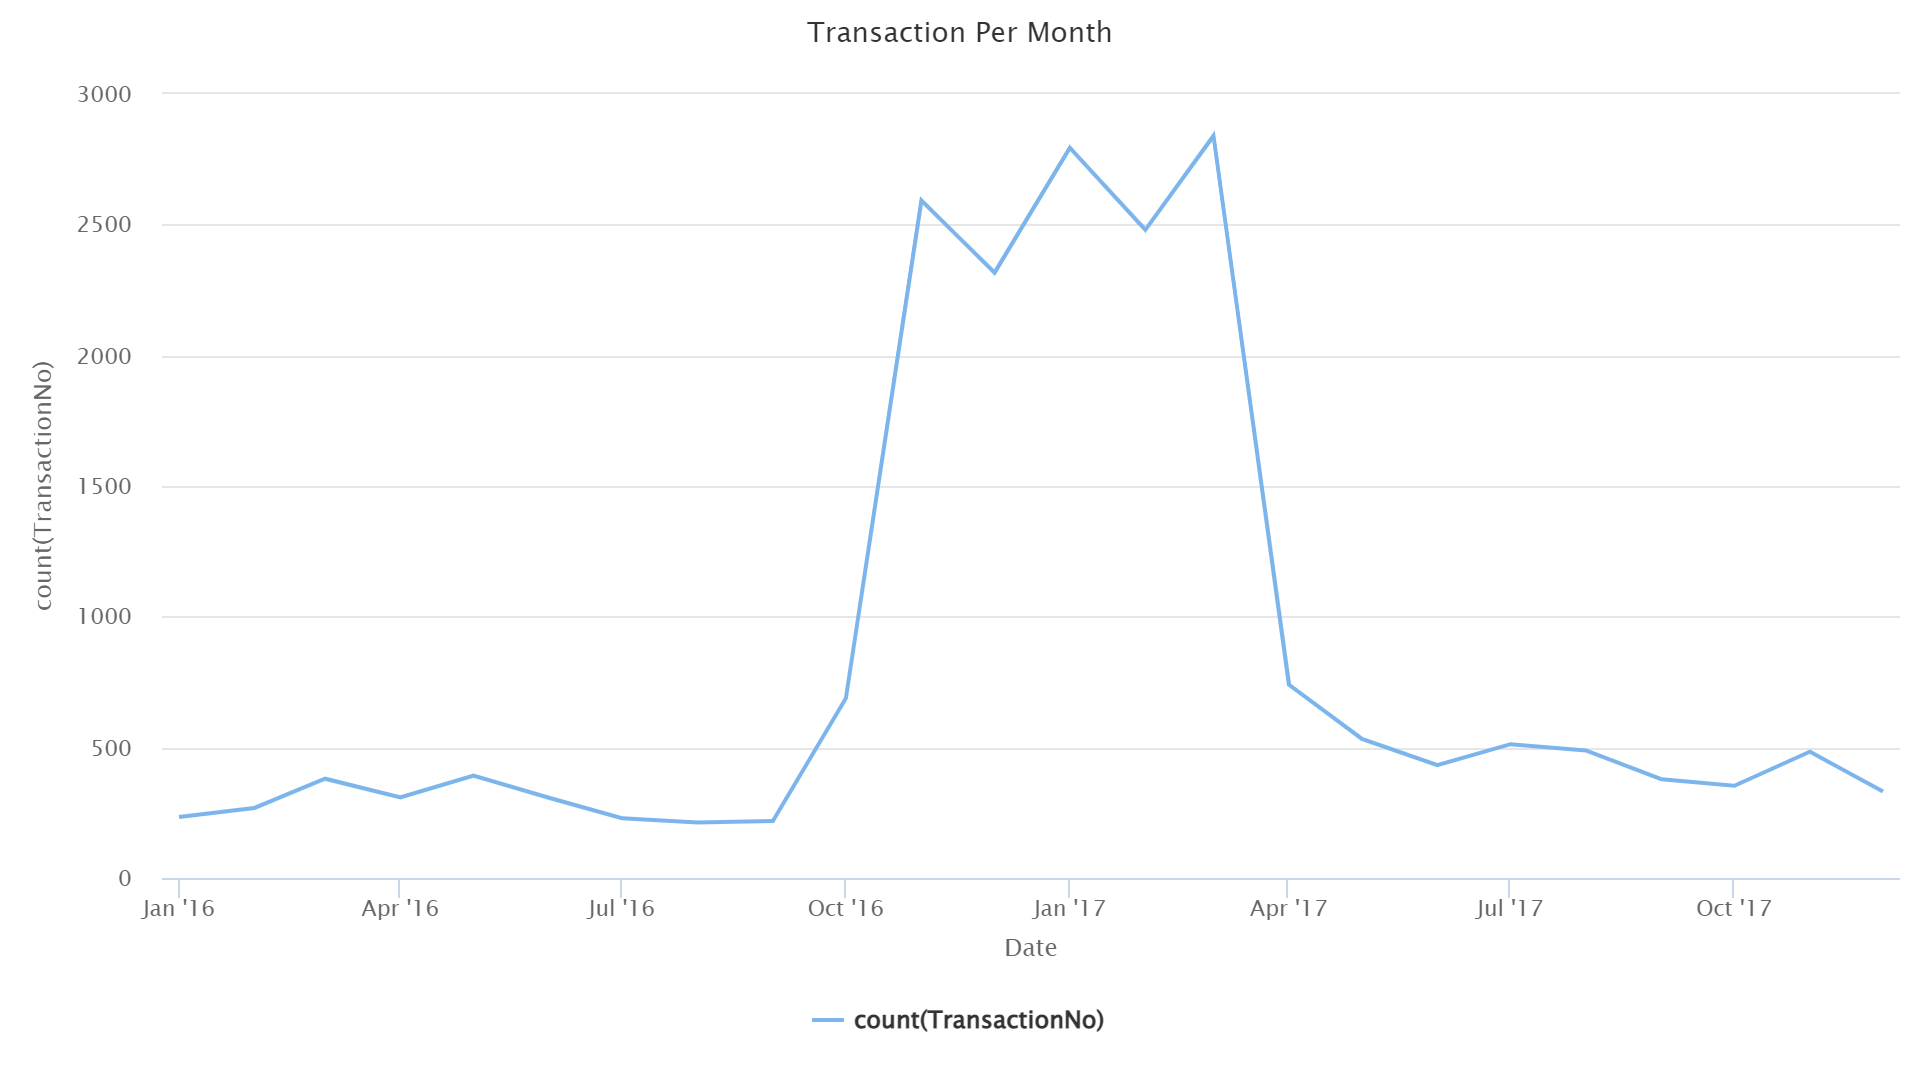 Transaction Per Month
3000
2500
2000
1500
1000
500
0
count(TransactionNo)
Jan '16 Apr '16 Jul '16 Oct '16 Jan '17 Apr '17 Jul '17 Oct '17
Date
count(TransactionNo)